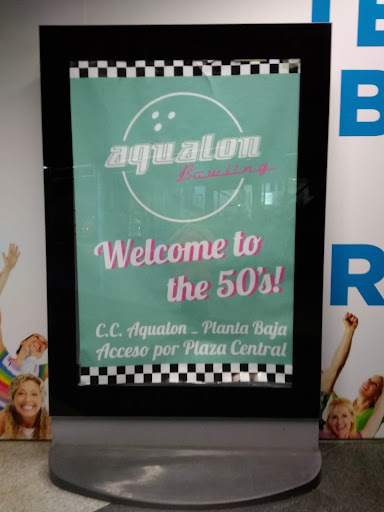 aqualon
Bowling
Welcome to
the 50's!
C.C. Aqualon _ Planta Baja
Acceso por Plaza Central